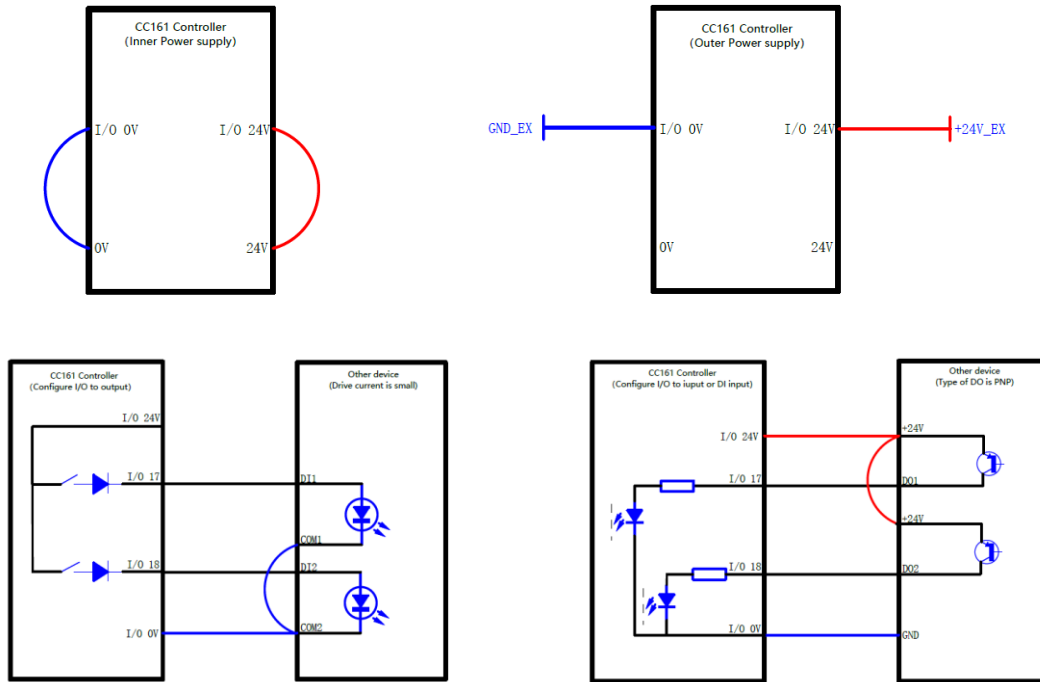 CC161 Controller
(Inner Power supply)
I/O 0V
I/O 24V
0V
24V
CC161 Controller
(Outer Power supply)
GND_EX
I/O 0V
I/O 24V
+24V_EX
0V
24V
CC161 Controller
(Configure I/O to output)
I/O 24V
I/O 17
I/O 18
I/O 0V
Other device
(Drive current is small)
DI1
COM1
DI2
COM2
CC161 Controller
(Configure I/O to iuput or DI input)
I/O 24V
I/O 17
I/O 18
I/O 0V
Other device
(Type of DO is PNP)
+24V
DO1
+24V
DO2
GND